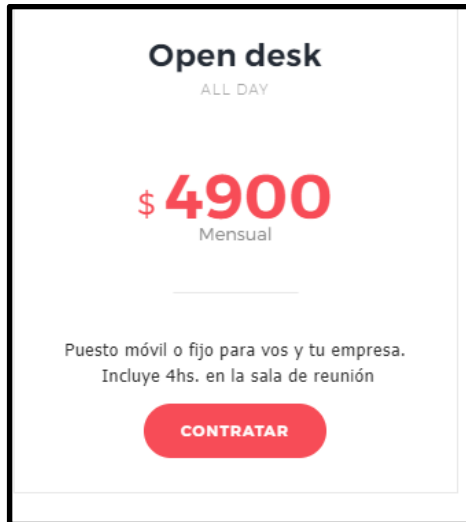 Open desk
ALL DAY
$ 4900
Mensual
Puesto móvil o fijo para vos y tu empresa.
Incluye 4hs. en la sala de reunión
CONTRATAR